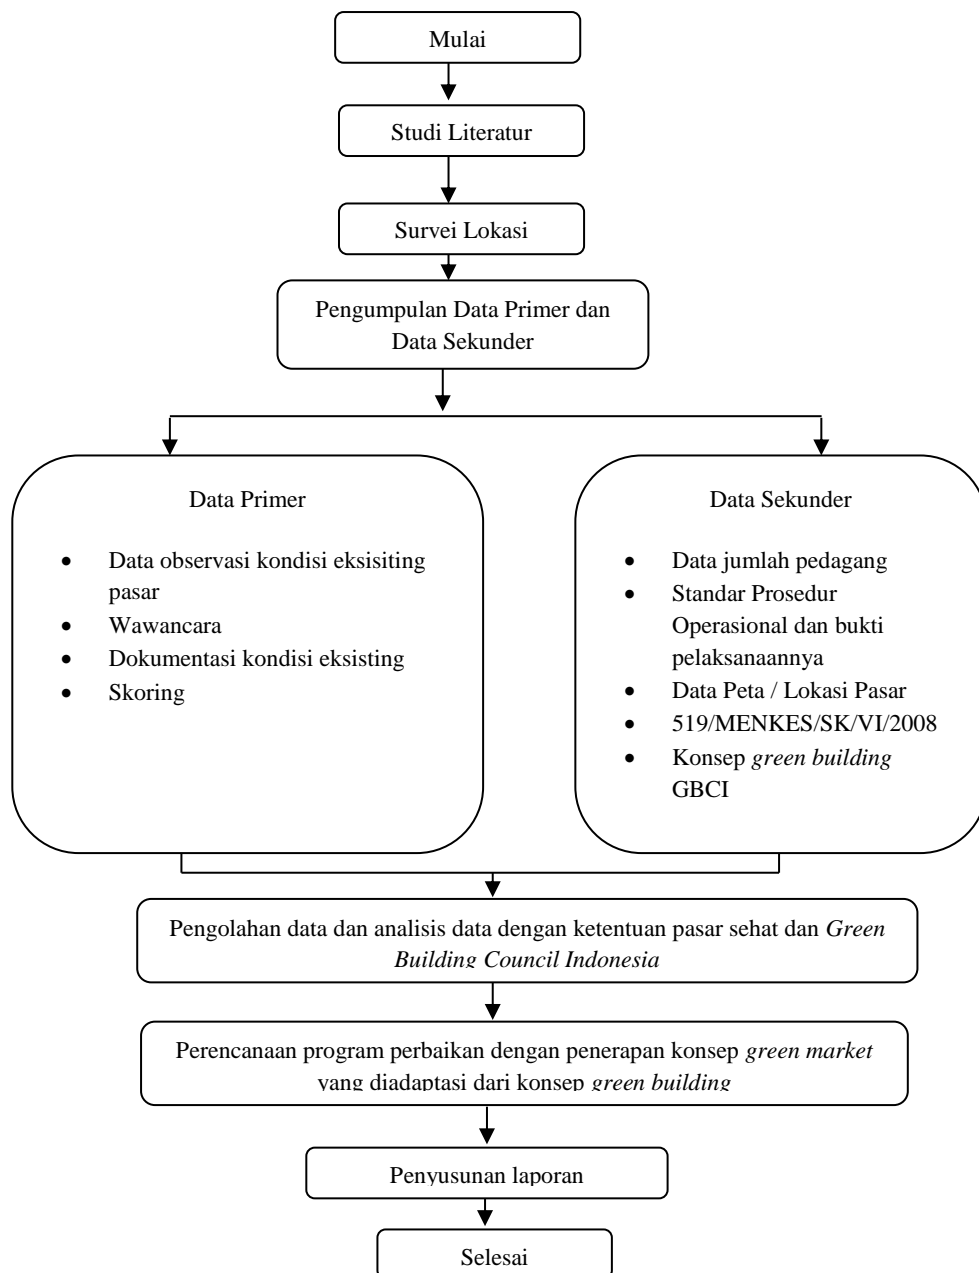 Mulai
Studi Literatur
Survei Lokasi
Pengumpulan Data Primer dan
Data Sekunder
Data Primer
• Data observasi kondisi eksisiting
pasar
• Wawancara
• Dokumentasi kondisi eksisting
• Skoring
Data Sekunder
• Data jumlah pedagang
• Standar Prosedur
Operasional dan bukti
pelaksanaannya
• Data Peta / Lokasi Pasar
• 519/MENKES/SK/VI/2008
• Konsep green building
GBCI
Pengolahan data dan analisis data dengan ketentuan pasar sehat dan Green
Building Council Indonesia
Perencanaan program perbaikan dengan penerapan konsep green market
yang diadaptasi dari konsep green building
Penyusunan laporan
Selesai